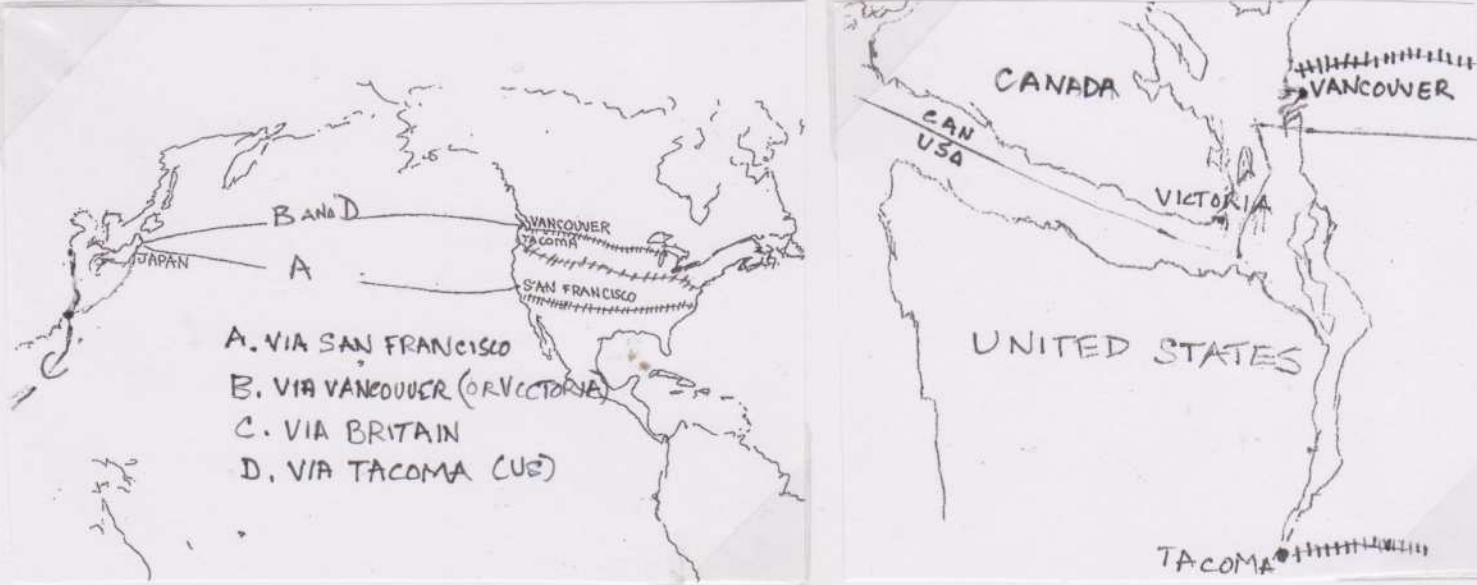 B AND D
A
JAPAN
VANCOUVER
TACOMA
SAN FRANCISCO
A. VIA SAN FRANCISCO
B. VIA VANCOUVER (OR VICTORIA)
C. VIA BRITAIN
D. VIA TACOMA (US)
CANADA
VANCOUVER
CAN
USA
VICTORIA
UNITED STATES
TACOMA